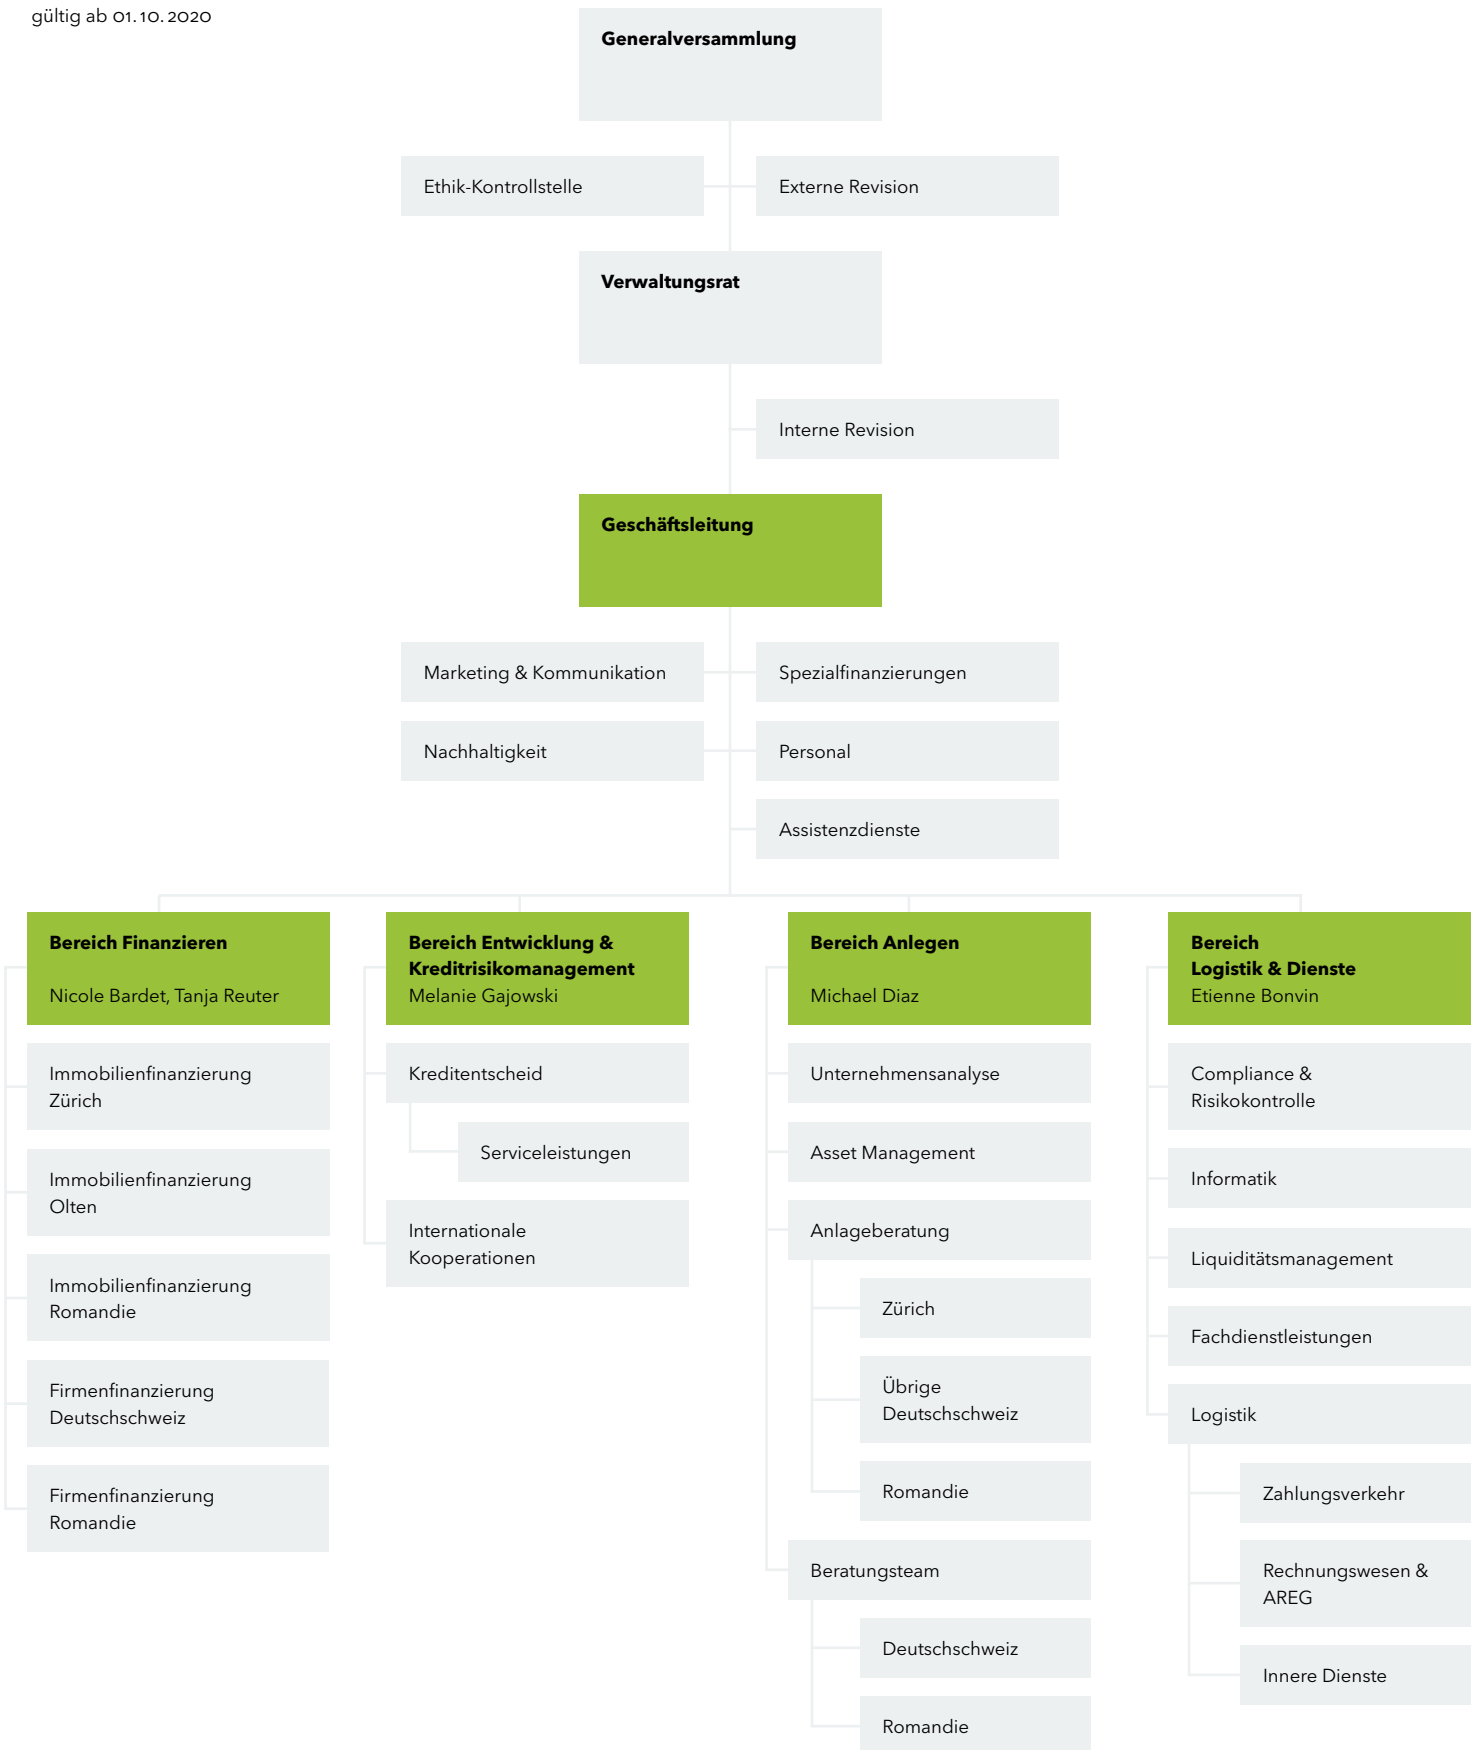 gültig ab 01.10.2020
Generalversammlung
Ethik-Kontrollstelle
Externe Revision
Verwaltungsrat
Interne Revision
Geschäftsleitung
Marketing & Kommunikation
Spezialfinanzierungen
Nachhaltigkeit
Personal
Assistenzdienste
Bereich Finanzieren
Nicole Bardet, Tanja Reuter
Immobilienfinanzierung
Zürich
Immobilienfinanzierung
Olten
Immobilienfinanzierung
Romandie
Firmenfinanzierung
Deutschschweiz
Firmenfinanzierung
Romandie
Bereich Entwicklung &
Kreditrisikomanagement
Melanie Gajowski
Kreditentscheid
Serviceleistungen
Internationale
Kooperationen
Bereich Anlegen
Michael Diaz
Unternehmensanalyse
Asset Management
Anlageberatung
Zürich
Übrige
Deutschschweiz
Romandie
Beratungsteam
Deutschschweiz
Romandie
Bereich
Logistik & Dienste
Etienne Bonvin
Compliance &
Risikokontrolle
Informatik
Liquiditätsmanagement
Fachdienstleistungen
Logistik
Zahlungsverkehr
Rechnungswesen &
AREG
Innere Dienste